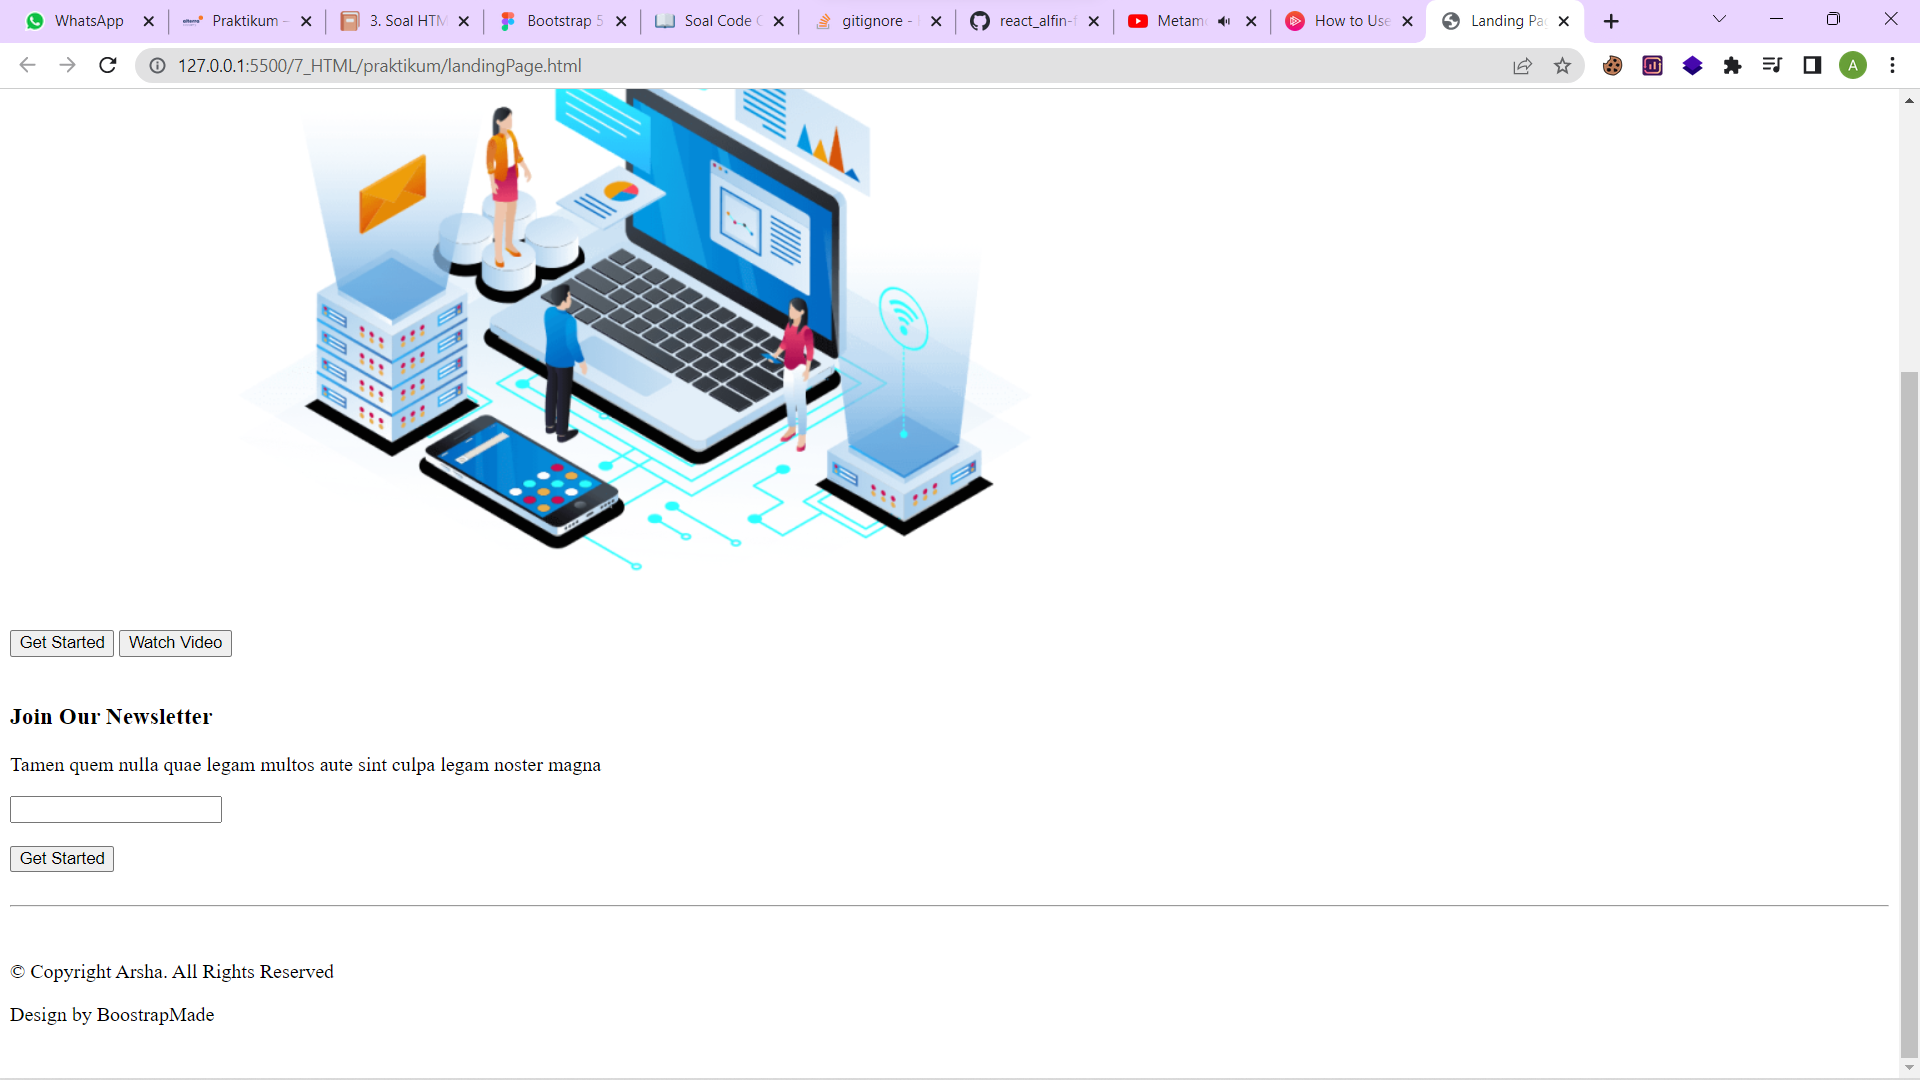 WhatsApp
Praktikum –
3. Soal HTM
Bootstrap 5
Soal Code
gitignore -
react_alfin-
Metam
How to Use
Landing Pa
127.0.0.1:5500/7_HTML/praktikum/landingPage.html
A
Get Started Watch Video
Join Our Newsletter
Tamen quem nulla quae legam multos aute sint culpa legam noster magna
Get Started
© Copyright Arsha. All Rights Reserved
Design by BoostrapMade